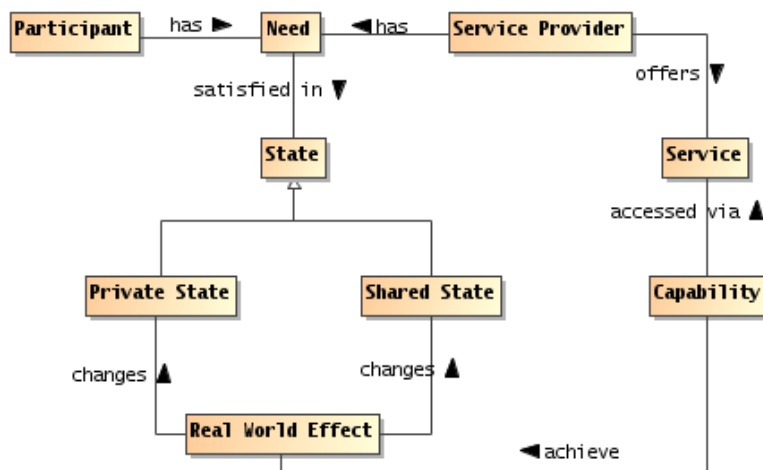 Participant
has
Need
has
Service Provider
satisfied in
offers
State
Service
accessed via
Private State
Shared State
Capability
changes
changes
Real World Effect
achieve